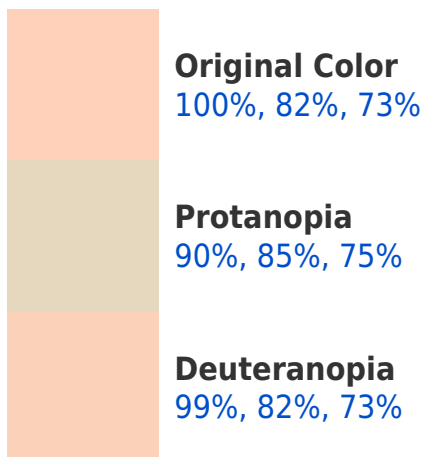 Original Color
100%, 82%, 73%
Protanopia
90%, 85%, 75%
Deuteranopia
99%, 82%, 73%